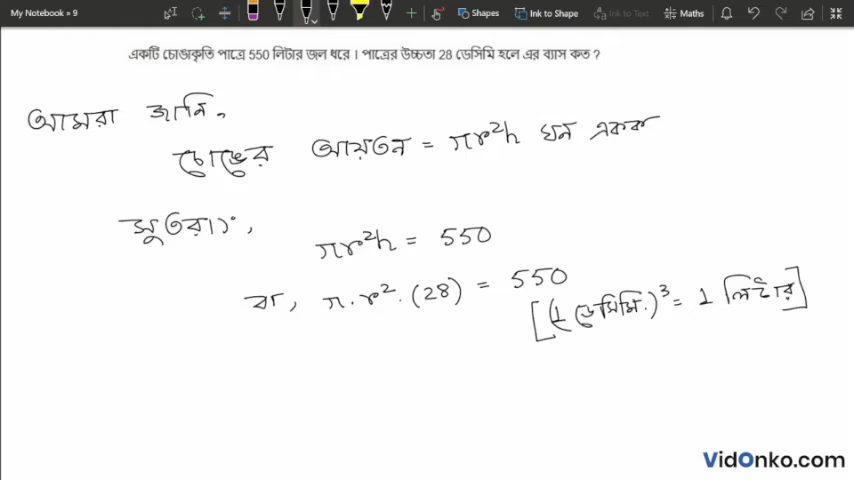 My Notebook » 9
Shapes
Ink to Shape
Ink to Text
Maths
একটি চোঙাকৃতি পাত্রে 550 লিটার জল ধরে । পাত্রের উচ্চতা 28 ডেসিমি হলে এর ব্যাস কত ?
আমরা জানি,
চোঙের আয়তন = πr²h ঘন একক
সুতরাং,
πr²h = 550
বা, π.r².(28) = 550
[(1 ডেসিমি.)³ = 1 লিটার]
VidOnko.com